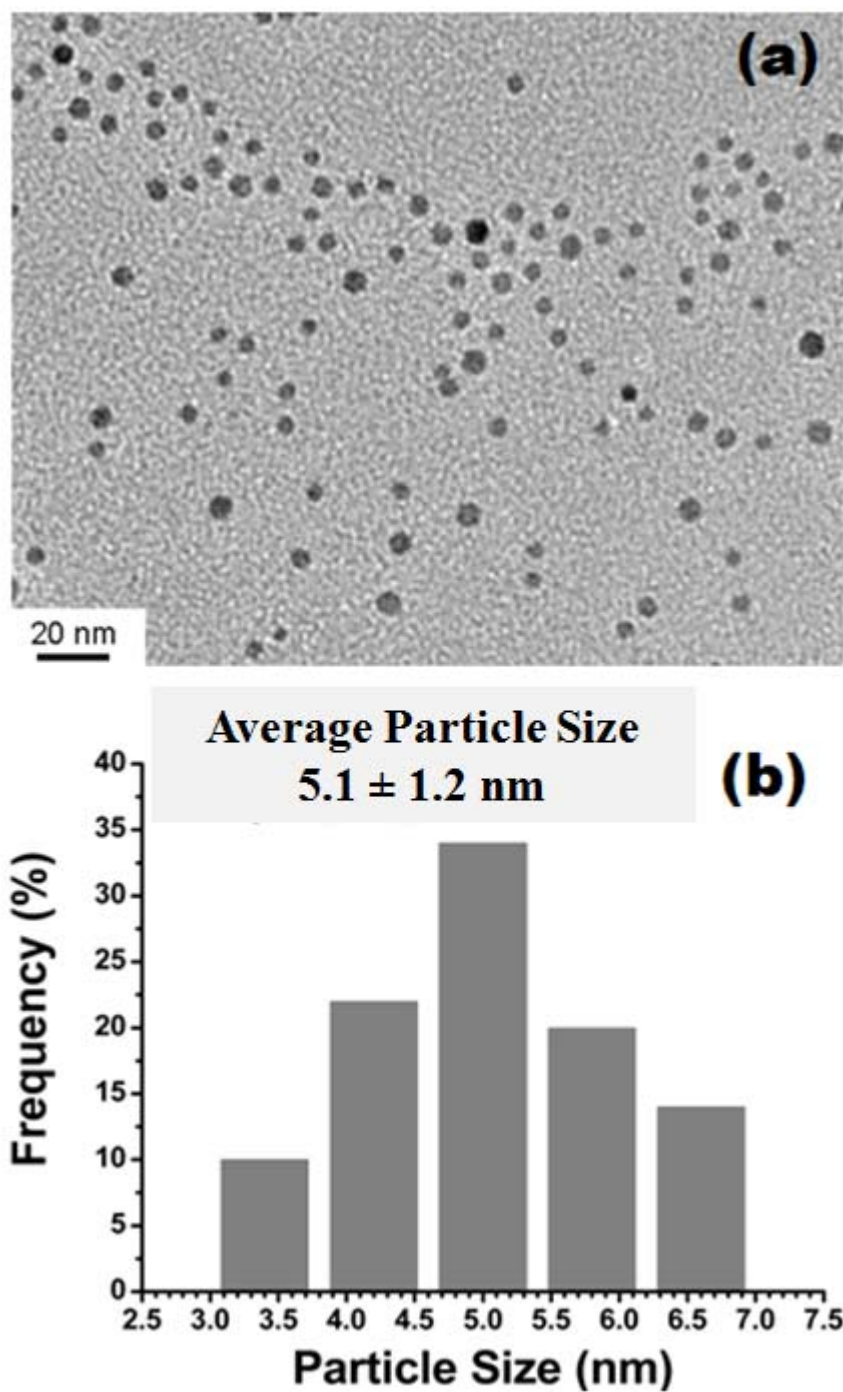 (a)
20 nm
Average Particle Size
5.1 ± 1.2 nm
(b)
40
35
30
25
20
15
10
5
0
Frequency (%)
2.5 3.0 3.5 4.0 4.5 5.0 5.5 6.0 6.5 7.0 7.5
Particle Size (nm)